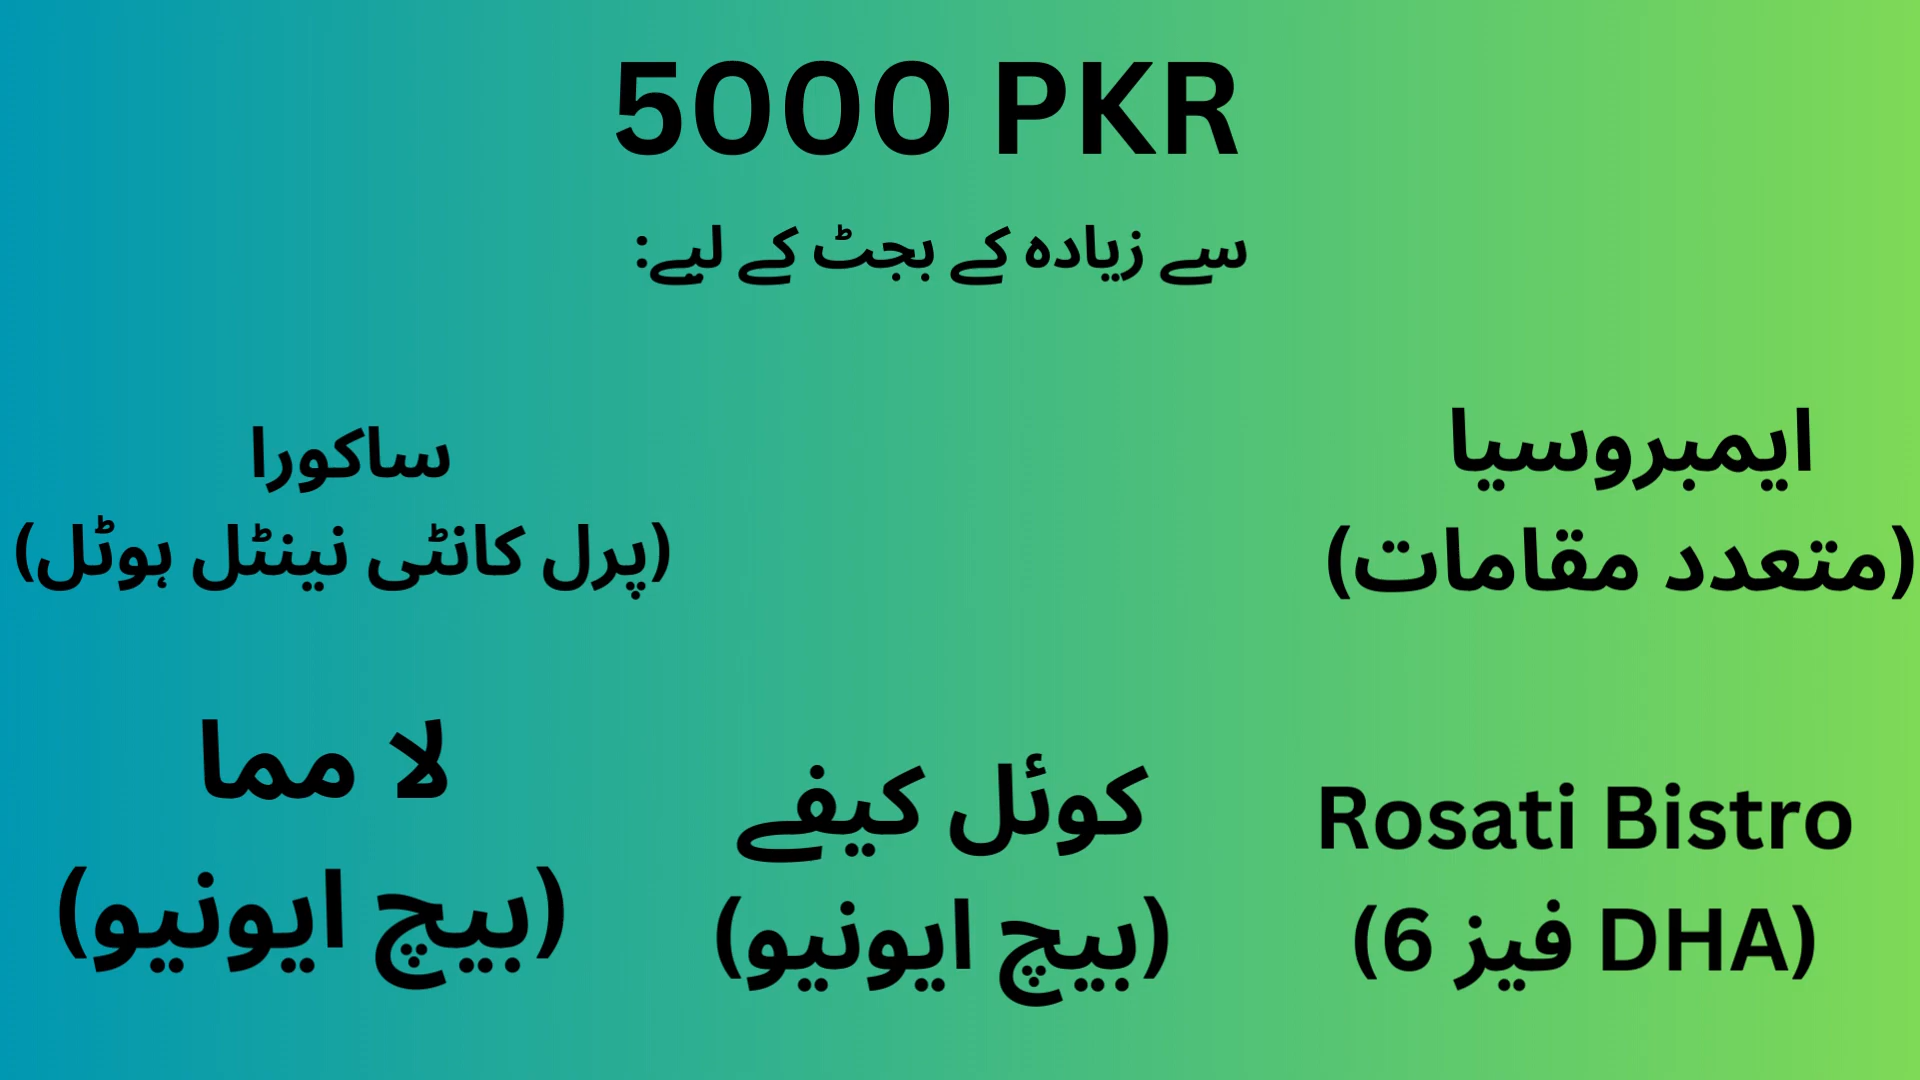 5000 PKR
سے زیادہ کے بجٹ کے لیے:
ایمبروسیا
(متعدد مقامات)
ساکورا
(پرل کانٹی نینٹل ہوٹل)
Rosati Bistro
(DHA فیز 6)
کوئل کیفے
(بیچ ایونیو)
لا مما
(بیچ ایونیو)